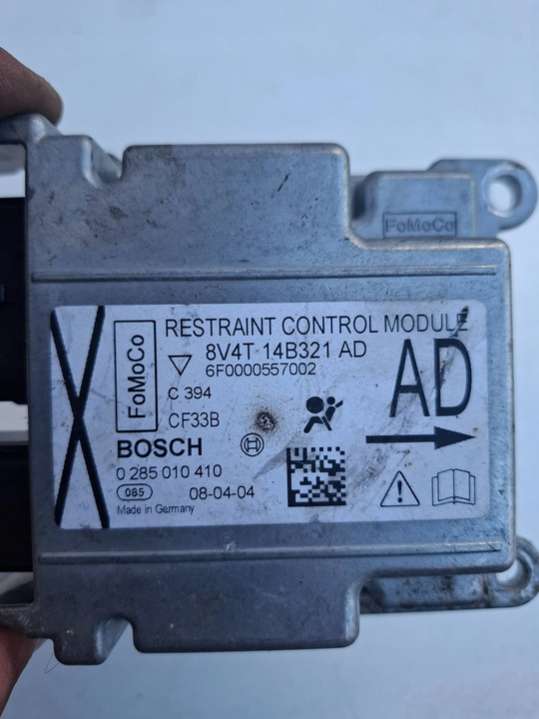 FoMoCo
FoMoCo
RESTRAINT CONTROL MODULE
8V4T 14B321 AD
6F0000557002
C 394
CF33B
AD
BOSCH
0 285 010 410
085 08-04-04
Made in Germany